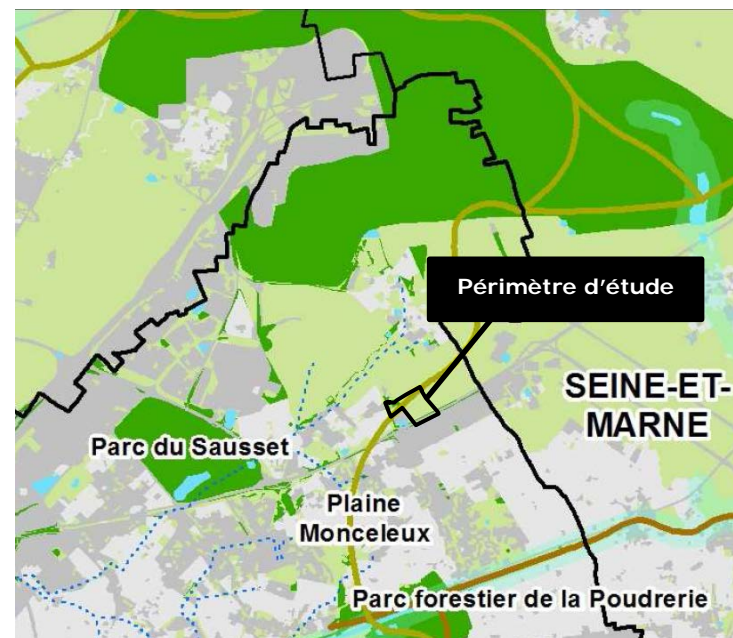 Périmètre d'étude
SEINE-ET-
MARNE
Parc du Sausset
Plaine
Monceleux
Parc forestier de la Poudrerie